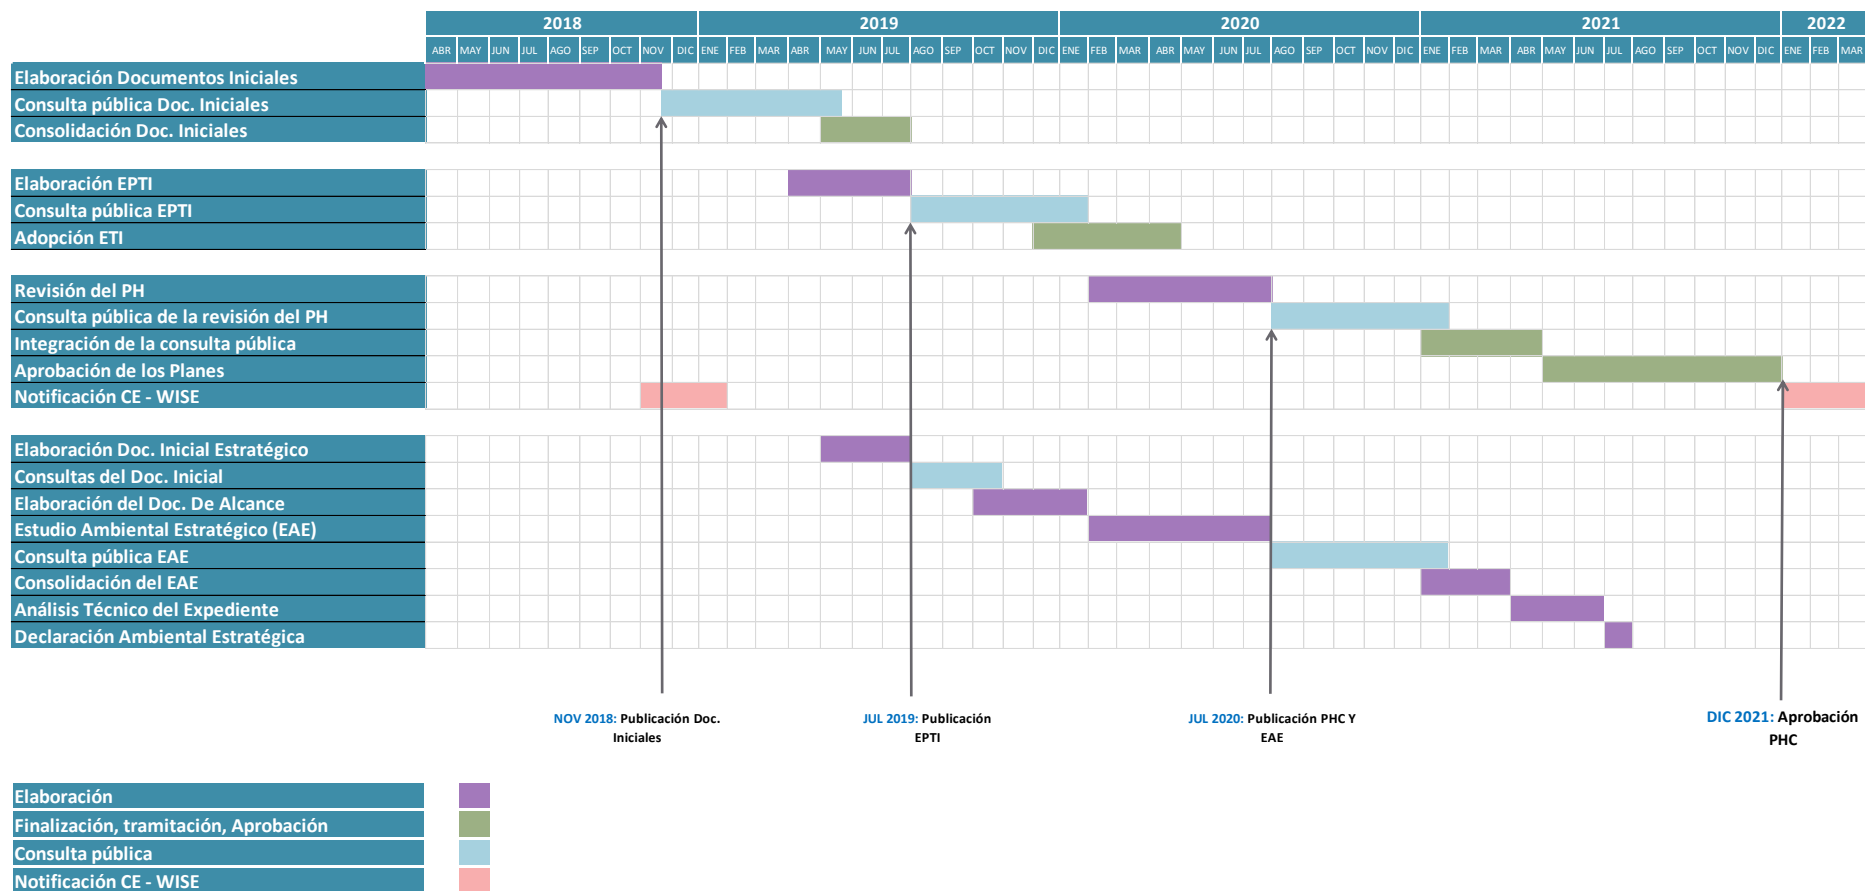 2018 2019 2020 2021 2022
ABR MAY JUN JUL AGO SEP OCT NOV DIC ENE FEB MAR ABR MAY JUN JUL AGO SEP OCT NOV DIC ENE FEB MAR ABR MAY JUN JUL AGO SEP OCT NOV DIC ENE FEB MAR ABR MAY JUN JUL AGO SEP OCT NOV DIC ENE FEB MAR
Elaboración Documentos Iniciales
Consulta pública Doc. Iniciales
Consolidación Doc. Iniciales
Elaboración EPTI
Consulta pública EPTI
Adopción ETI
Revisión del PH
Consulta pública de la revisión del PH
Integración de la consulta pública
Aprobación de los Planes
Notificación CE - WISE
Elaboración Doc. Inicial Estratégico
Consultas del Doc. Inicial
Elaboración del Doc. De Alcance
Estudio Ambiental Estratégico (EAE)
Consulta pública EAE
Consolidación del EAE
Análisis Técnico del Expediente
Declaración Ambiental Estratégica
NOV 2018: Publicación Doc.
Iniciales
JUL 2019: Publicación
EPTI
JUL 2020: Publicación PHC Y
EAE
DIC 2021: Aprobación
PHC
Elaboración
Finalización, tramitación, Aprobación
Consulta pública
Notificación CE - WISE